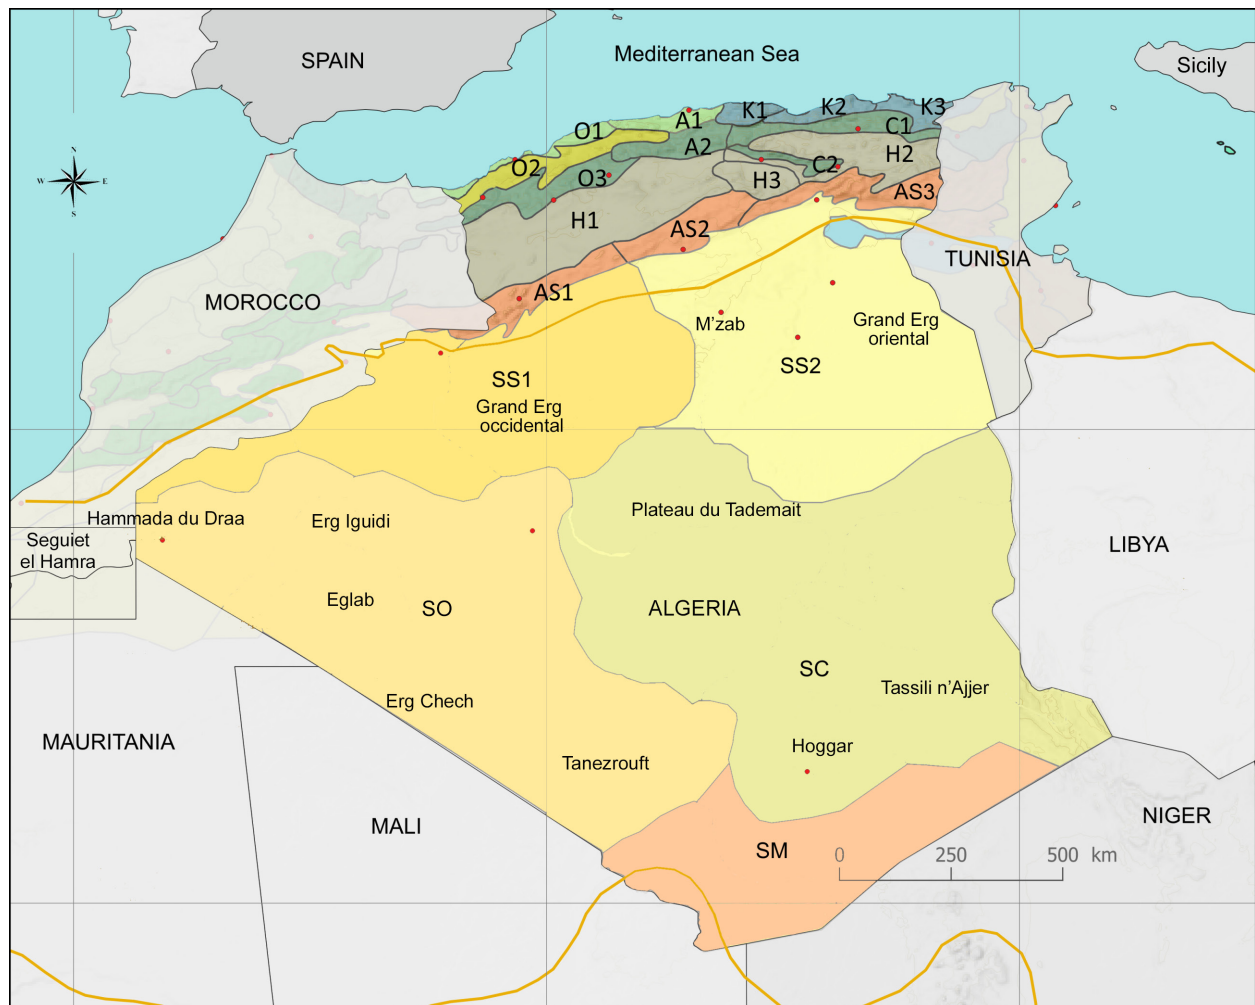 Mediterranean Sea
SPAIN
Sicily
K1
K2
K3
A1
O1
C1
A2
H2
O2
O3
C2
H3
AS3
H1
AS2
N
W
E
S
TUNISIA
AS1
MOROCCO
M'zab
Grand Erg
oriental
SS2
SS1
Grand Erg
occidental
Hammada du Draa
Erg Iguidi
Plateau du Tademait
Seguiet
el Hamra
LIBYA
Eglab
SO
ALGERIA
SC
Tassili n'Ajjer
Erg Chech
MAURITANIA
Hoggar
Tanezrouft
NIGER
MALI
SM
0 250 500 km